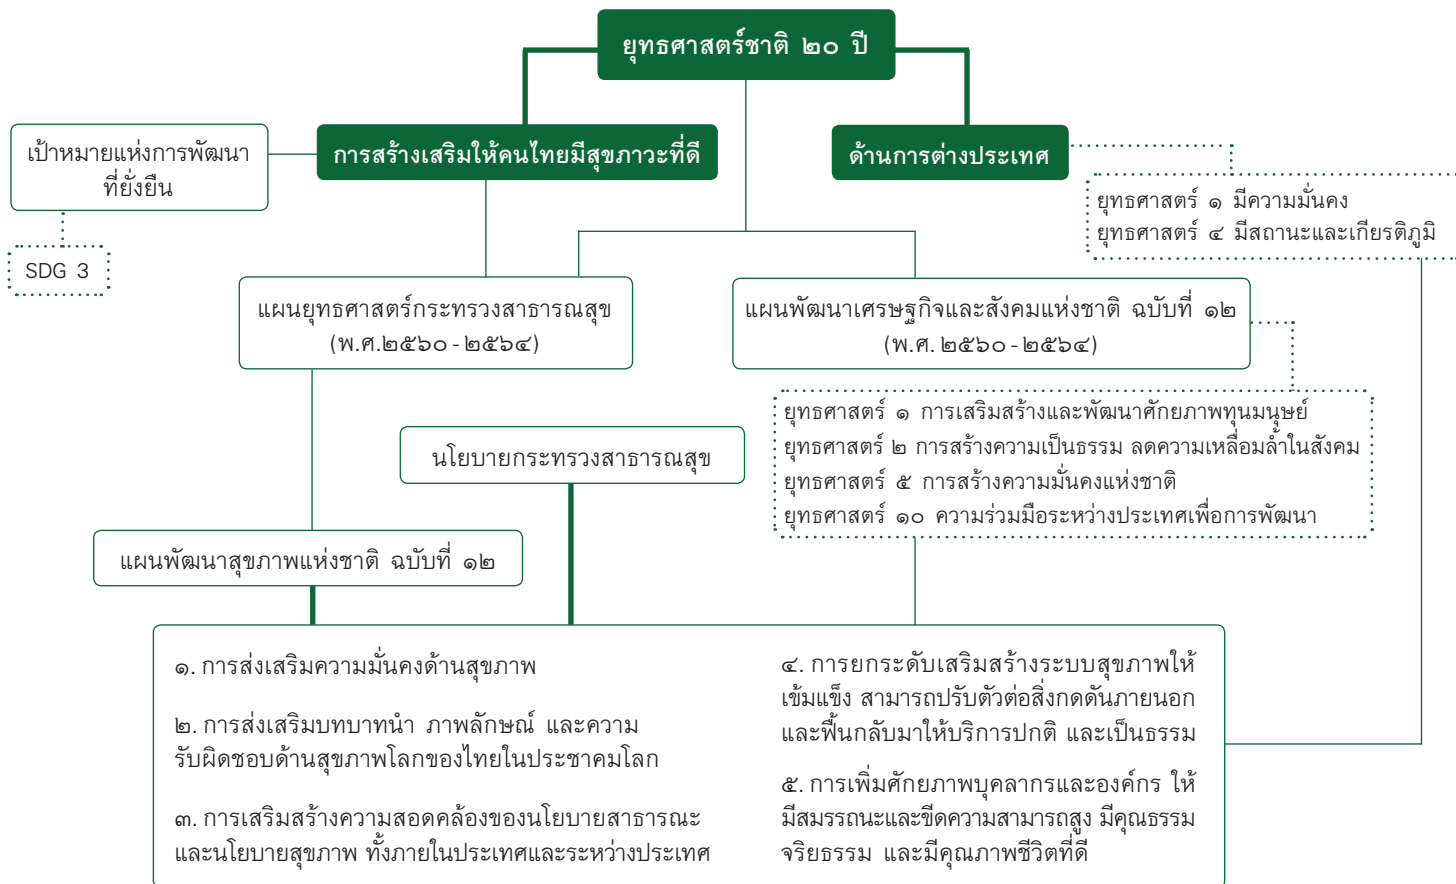 ยุทธศาสตร์ชาติ ๒๐ ปี
เป้าหมายแห่งการพัฒนา
ที่ยั่งยืน
การสร้างเสริมให้คนไทยมีสุขภาวะที่ดี
ด้านการต่างประเทศ
ยุทธศาสตร์ ๑ มีความมั่นคง
ยุทธศาสตร์ ๔ มีสถานะและเกียรติภูมิ
SDG 3
แผนยุทธศาสตร์กระทรวงสาธารณสุข
(พ.ศ.๒๕๖๐ - ๒๕๖๔)
แผนพัฒนาเศรษฐกิจและสังคมแห่งชาติ ฉบับที่ ๑๒
(พ.ศ. ๒๕๖๐ - ๒๕๖๔)
ยุทธศาสตร์ ๑ การเสริมสร้างและพัฒนาศักยภาพทุนมนุษย์
ยุทธศาสตร์ ๒ การสร้างความเป็นธรรม ลดความเหลื่อมล้ำในสังคม
ยุทธศาสตร์ ๕ การสร้างความมั่นคงแห่งชาติ
ยุทธศาสตร์ ๑๐ ความร่วมมือระหว่างประเทศเพื่อการพัฒนา
นโยบายกระทรวงสาธารณสุข
แผนพัฒนาสุขภาพแห่งชาติ ฉบับที่ ๑๒
๑. การส่งเสริมความมั่นคงด้านสุขภาพ
๒. การส่งเสริมบทบาทนำ ภาพลักษณ์ และความ
รับผิดชอบด้านสุขภาพโลกของไทยในประชาคมโลก
๓. การเสริมสร้างความสอดคล้องของนโยบายสาธารณะ
และนโยบายสุขภาพ ทั้งภายในประเทศและระหว่างประเทศ
๔. การยกระดับเสริมสร้างระบบสุขภาพให้
เข้มแข็ง สามารถปรับตัวต่อสิ่งกดดันภายนอก
และฟื้นกลับมาให้บริการปกติ และเป็นธรรม
๕. การเพิ่มศักยภาพบุคลากรและองค์กร ให้
มีสมรรถนะและขีดความสามารถสูง มีคุณธรรม
จริยธรรม และมีคุณภาพชีวิตที่ดี